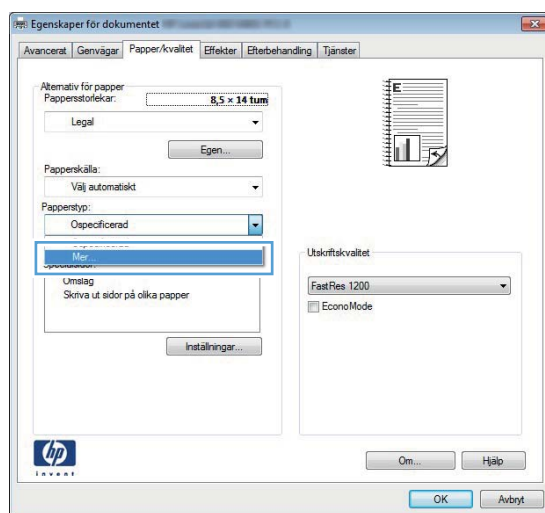 Egenskaper för dokumentet
Avancerat Genvägar Papper/kvalitet Effekter Efterbehandling Tjänster
Alternativ för papper
Pappersstorlekar: 8,5 × 14 tum
Legal
Egen...
Papperskälla:
Välj automatiskt
Papperstyp:
Ospecificerad
Mer...
Omslag
Skriva ut sidor på olika papper
Inställningar...
E
Utskriftskvalitet
FastRes 1200
EconoMode
hp
invent
Om... Hjälp
OK Avbryt